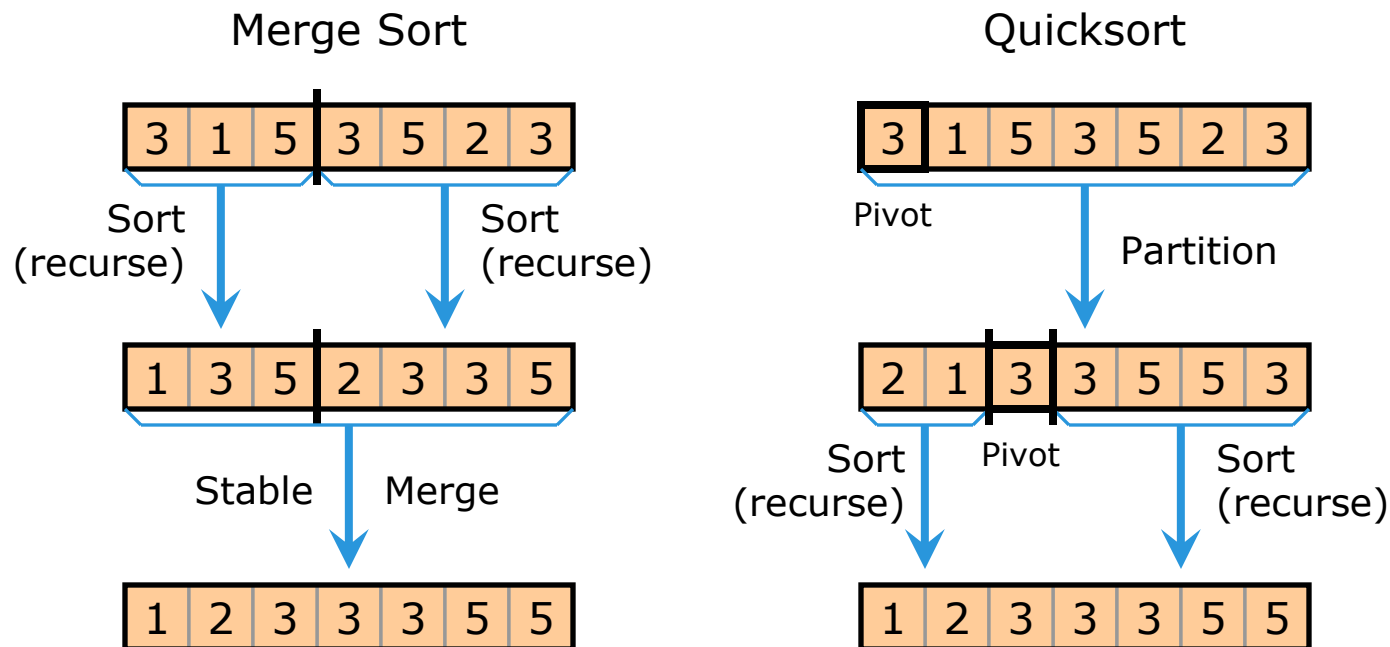 Merge Sort
3 1 5 3 5 2 3
Sort
(recurse)
Sort
(recurse)
1 3 5 2 3 3 5
Stable Merge
1 2 3 3 3 5 5
Quicksort
3 1 5 3 5 2 3
Pivot
Partition
2 1 3 3 5 5 3
Sort
(recurse)
Pivot
Sort
(recurse)
1 2 3 3 3 5 5